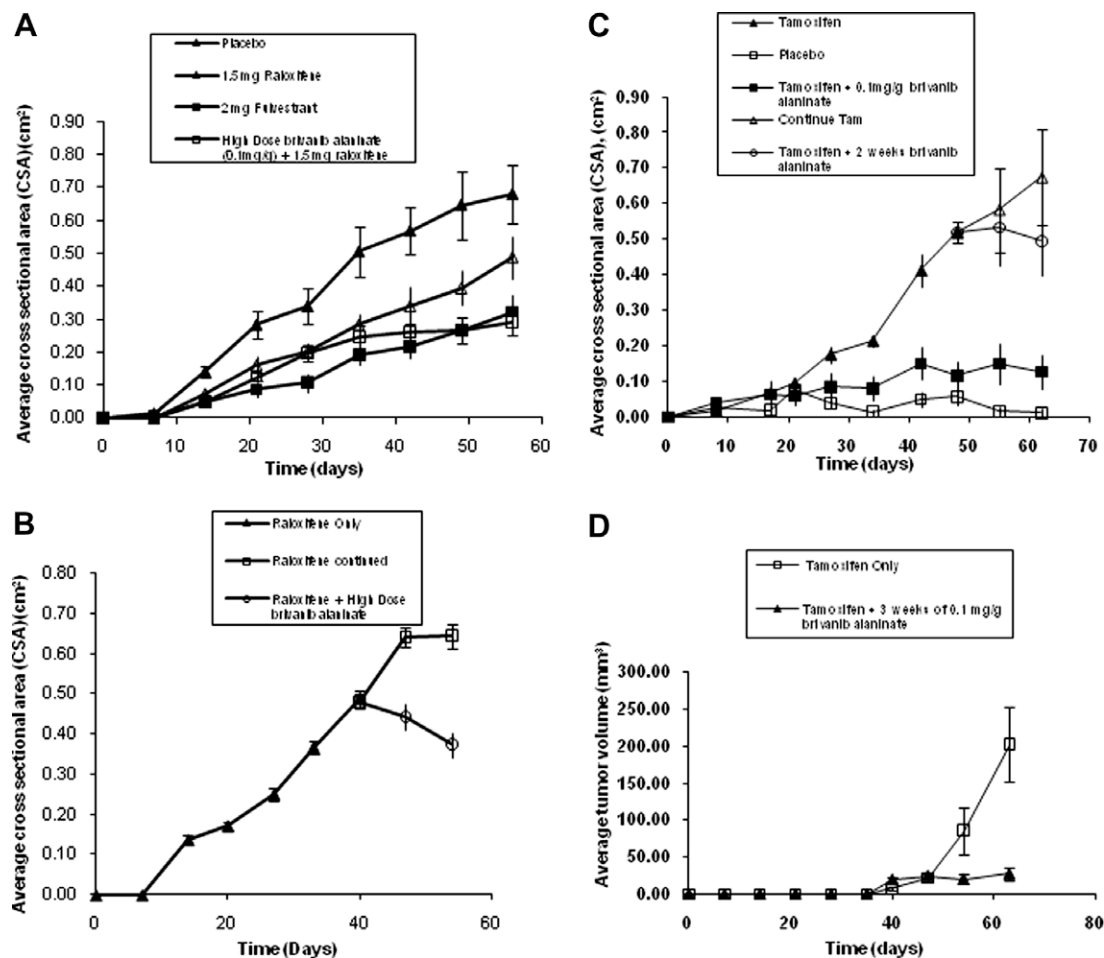 A
Placebo
1.5mg Raloxifene
2mg Fulvestrant
High Dose brivanib alaninate
(0.1mg/g) + 1.5mg raloxifene
Average cross sectional area (CSA)(cm²)
0.90
0.80
0.70
0.60
0.50
0.40
0.30
0.20
0.10
0.00
0 10 20 30 40 50 60
Time (days)
B
Raloxifene Only
Raloxifene continued
Raloxifene + High Dose
brivanib alaninate
Average cross sectional area (CSA)(cm²)
0.80
0.70
0.60
0.50
0.40
0.30
0.20
0.10
0.00
0 20 40 60
Time (Days)
C
Tamoxifen
Placebo
Tamoxifen + 0.1mg/g brivanib
alaninate
Continue Tam
Tamoxifen + 2 weeks brivanib
alaninate
Average cross sectional area (CSA), (cm²)
0.90
0.80
0.70
0.60
0.50
0.40
0.30
0.20
0.10
0.00
0 10 20 30 40 50 60 70
Time (days)
D
Tamoxifen Only
Tamoxifen + 3 weeks of 0.1mg/g
brivanib alaninate
Average tumor volume (mm³)
300.00
250.00
200.00
150.00
100.00
50.00
0.00
0 20 40 60 80
Time (days)